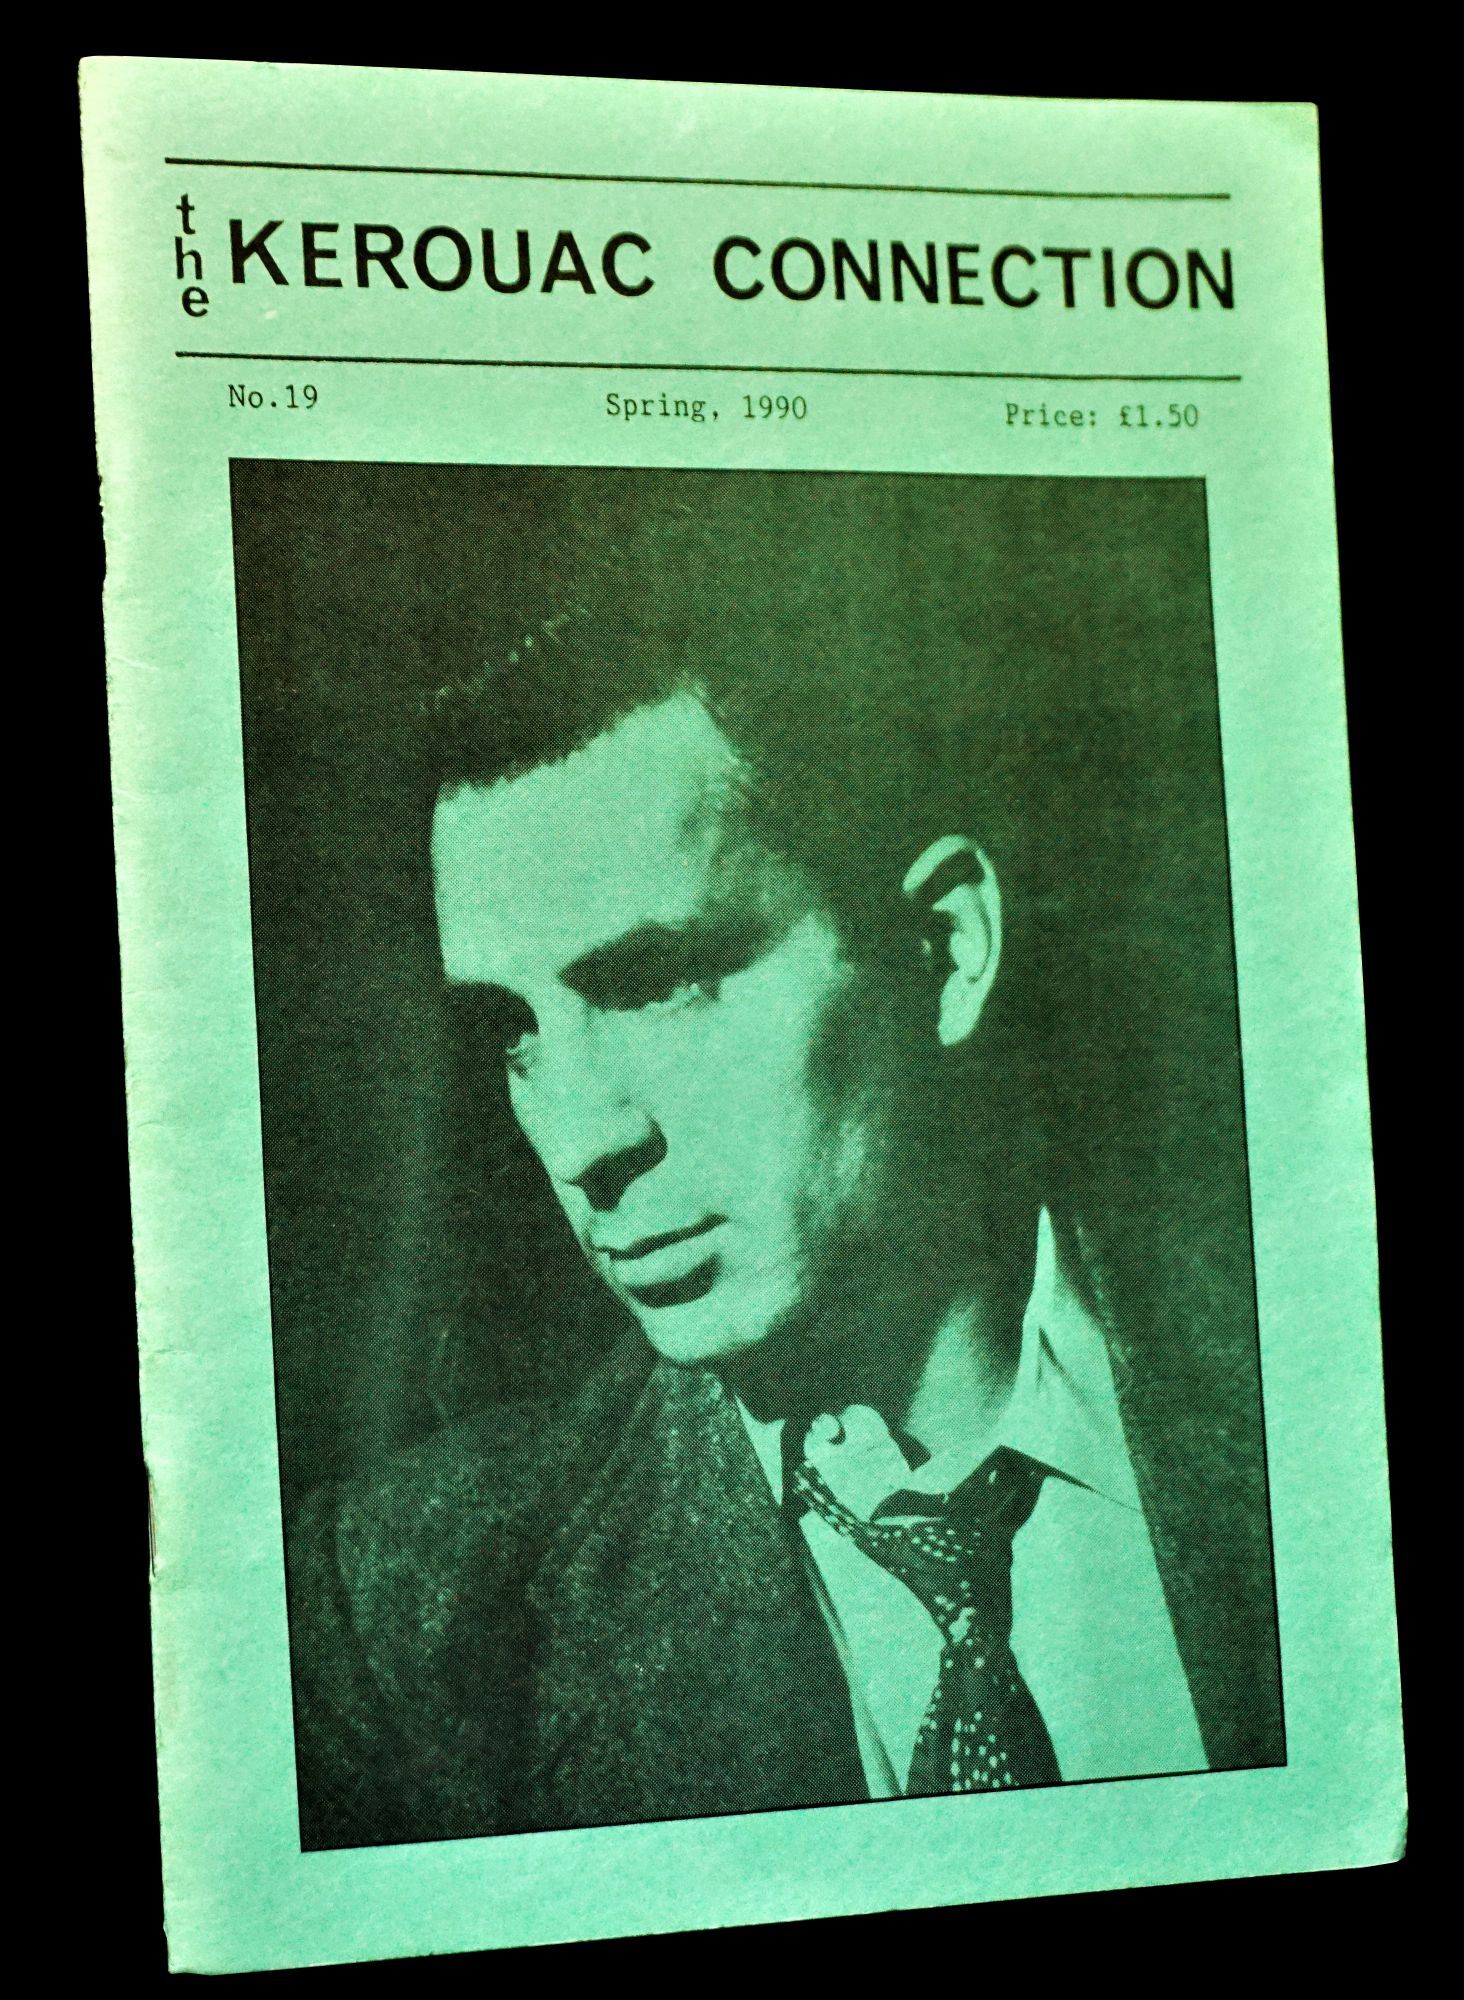 the KEROUAC CONNECTION
No.19 Spring, 1990 Price: £1.50